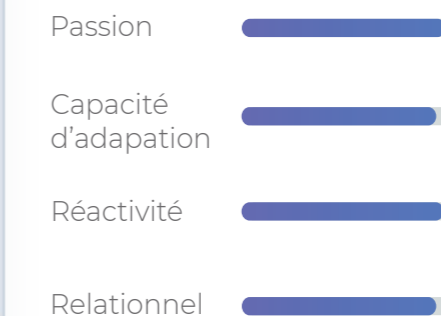 Passion
Capacité
d'adapation
Réactivité
Relationnel